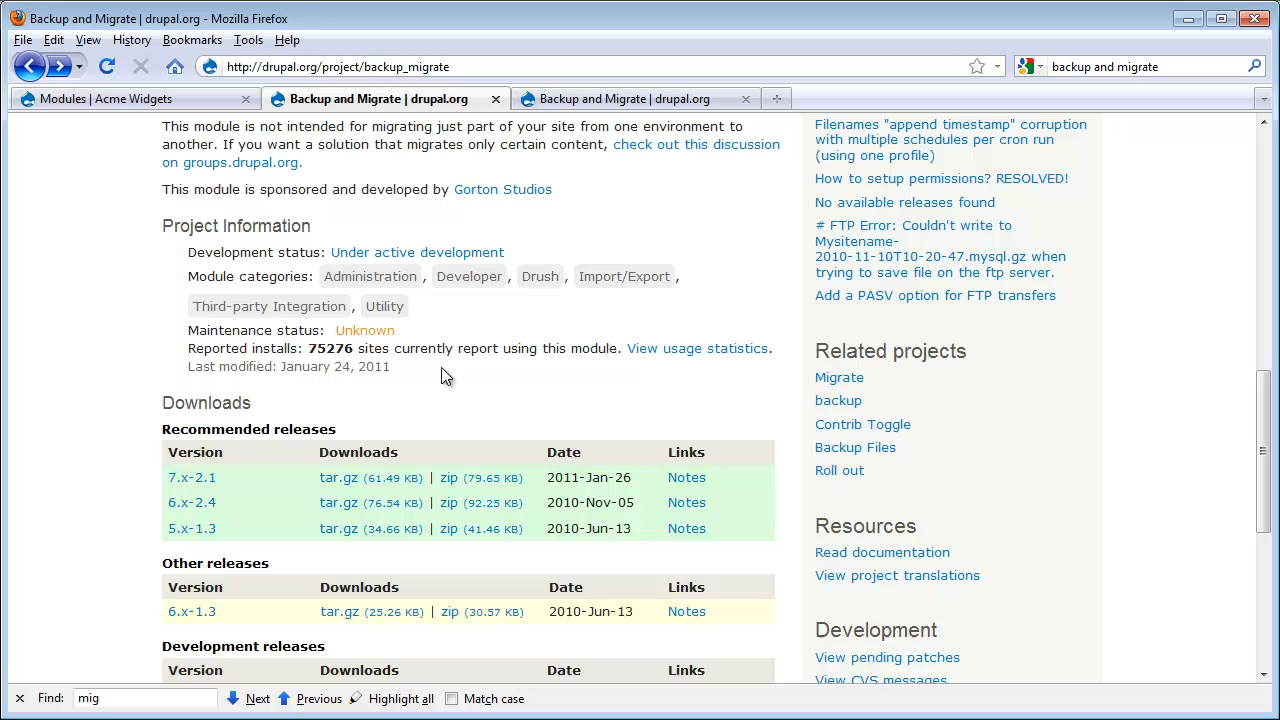 Backup and Migrate | drupal.org - Mozilla Firefox
File Edit View History Bookmarks Tools Help
http://drupal.org/project/backup_migrate
backup and migrate
Modules | Acme Widgets
Backup and Migrate | drupal.org
Backup and Migrate | drupal.org
This module is not intended for migrating just part of your site from one environment to
another. If you want a solution that migrates only certain content, check out this discussion
on groups.drupal.org.
This module is sponsored and developed by Gorton Studios
Project Information
Development status: Under active development
Module categories: Administration , Developer , Drush , Import/Export ,
Third-party Integration , Utility
Maintenance status: Unknown
Reported installs: 75276 sites currently report using this module. View usage statistics.
Last modified: January 24, 2011
Downloads
Recommended releases
Version Downloads Date Links
7.x-2.1 tar.gz (61.49 KB) | zip (79.65 KB) 2011-Jan-26 Notes
6.x-2.4 tar.gz (76.54 KB) | zip (92.25 KB) 2010-Nov-05 Notes
5.x-1.3 tar.gz (34.66 KB) | zip (41.46 KB) 2010-Jun-13 Notes
Other releases
Version Downloads Date Links
6.x-1.3 tar.gz (25.26 KB) | zip (30.57 KB) 2010-Jun-13 Notes
Development releases
Version Downloads Date Links
Filenames "append timestamp" corruption
with multiple schedules per cron run
(using one profile)
How to setup permissions? RESOLVED!
No available releases found
# FTP Error: Couldn't write to
Mysitename-
2010-11-10T10-20-47.mysql.gz when
trying to save file on the ftp server.
Add a PASV option for FTP transfers
Related projects
Migrate
backup
Contrib Toggle
Backup Files
Roll out
Resources
Read documentation
View project translations
Development
View pending patches
View CVS messages
Find: mig Next Previous Highlight all Match case